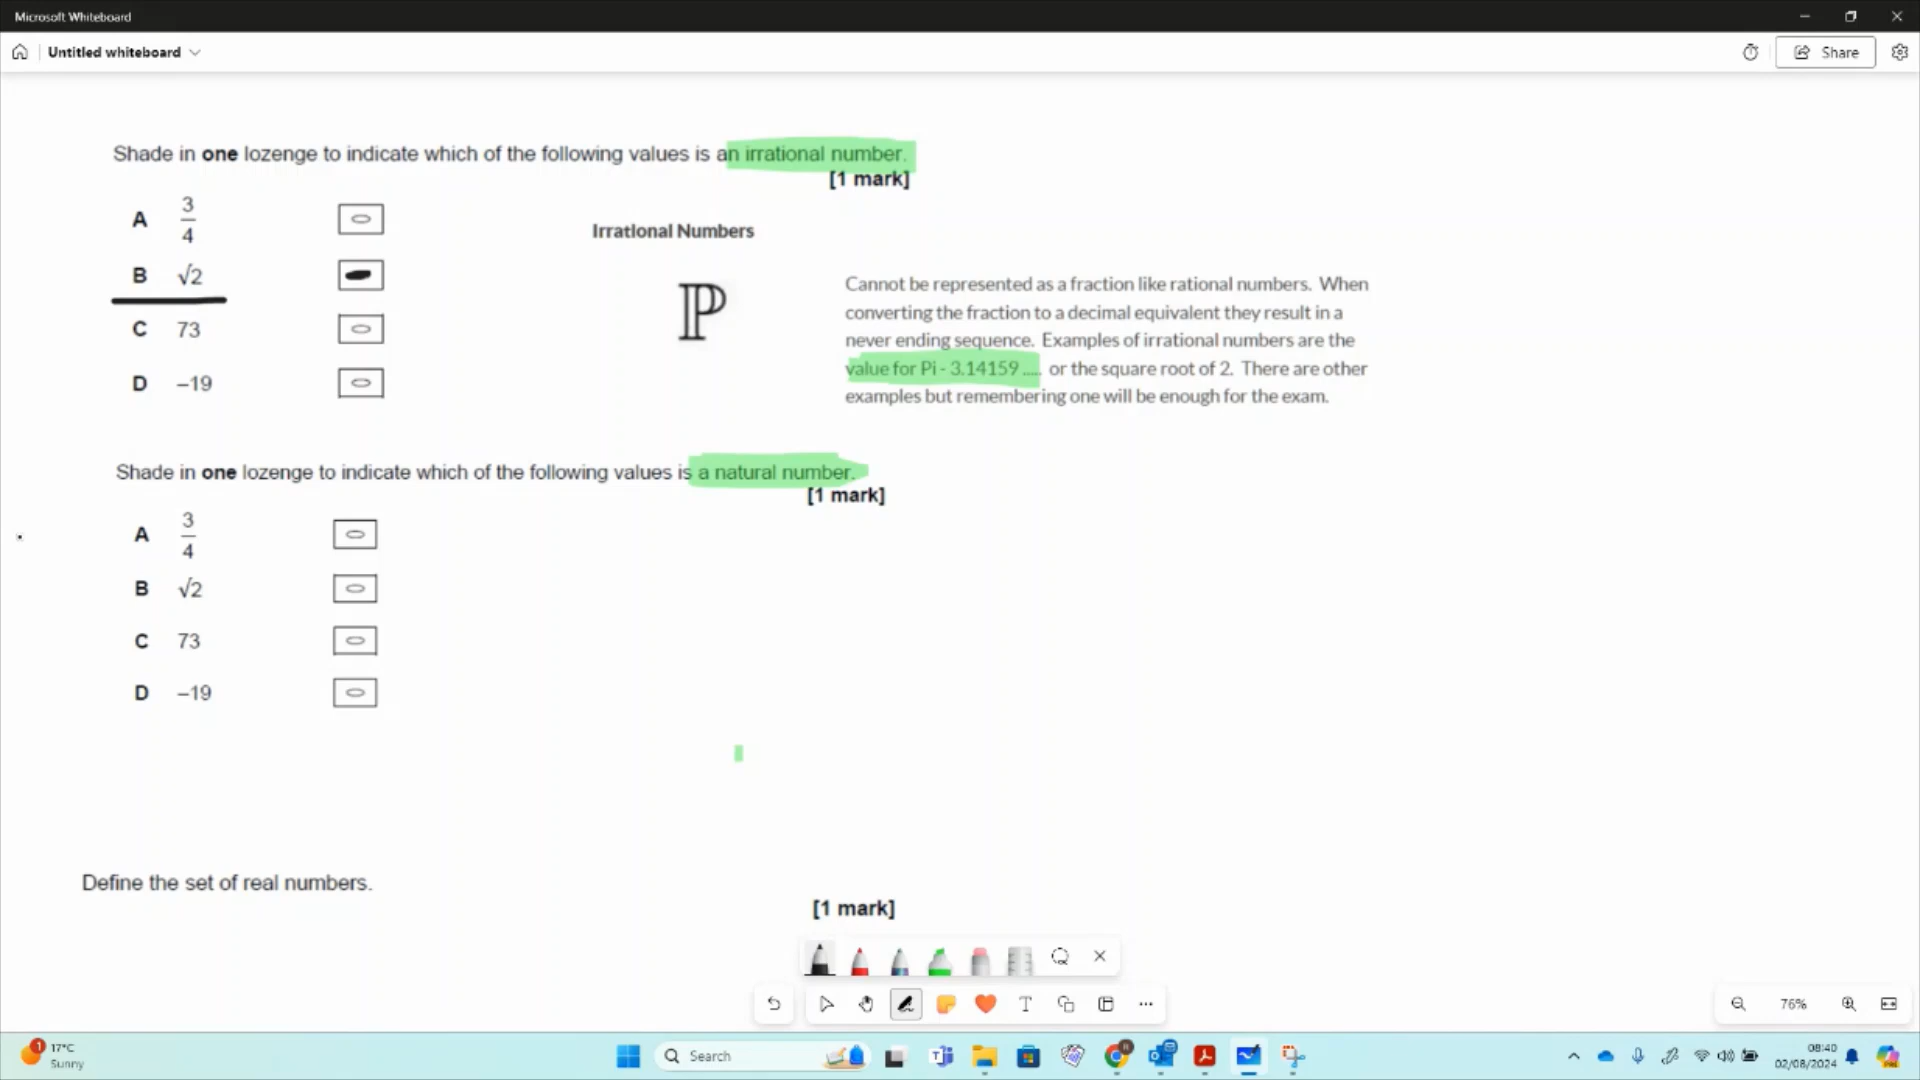 Microsoft Whiteboard
Untitled whiteboard
Share
Shade in one lozenge to indicate which of the following values is an irrational number.
[1 mark]
A 3/4
B √2
C 73
D –19
Irrational Numbers
ℙ
Cannot be represented as a fraction like rational numbers. When
converting the fraction to a decimal equivalent they result in a
never ending sequence. Examples of irrational numbers are the
value for Pi - 3.14159 ..... or the square root of 2. There are other
examples but remembering one will be enough for the exam.
Shade in one lozenge to indicate which of the following values is a natural number.
[1 mark]
A 3/4
B √2
C 73
D –19
Define the set of real numbers.
[1 mark]
76%
1
17°C
Sunny
Search
08:40
02/08/2024